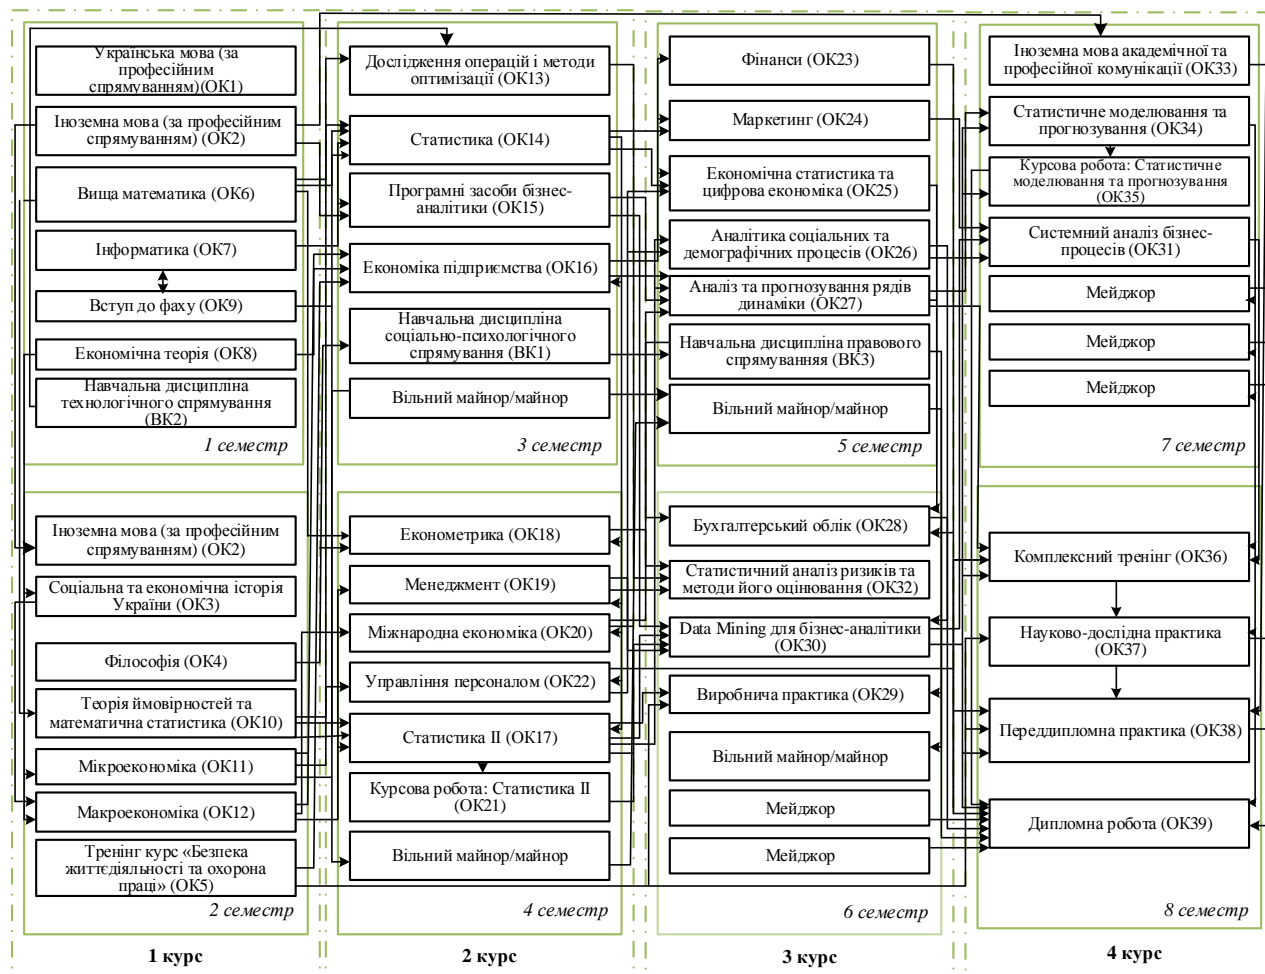 Українська мова (за
професійним
спрямуванням)(ОК1)
Іноземна мова (за професійним
спрямуванням) (ОК2)
Вища математика (ОК6)
Інформатика (ОК7)
Вступ до фаху (ОК9)
Економічна теорія (ОК8)
Навчальна дисципліна
технологічного спрямування
(ВК2)
1 семестр
Іноземна мова (за професійним
спрямуванням) (ОК2)
Соціальна та економічна історія
України (ОК3)
Філософія (ОК4)
Теорія ймовірностей та
математична статистика (ОК10)
Мікроекономіка (ОК11)
Макроекономіка (ОК12)
Тренінг курс «Безпека
життєдіяльності та охорона
праці» (ОК5)
2 семестр
1 курс
Дослідження операцій і методи
оптимізації (ОК13)
Статистика (ОК14)
Програмні засоби бізнес-
аналітики (ОК15)
Економіка підприємства (ОК16)
Навчальна дисципліна
соціально-психологічного
спрямування (ВК1)
Вільний майнор/майнор
3 семестр
Економетрика (ОК18)
Менеджмент (ОК19)
Міжнародна економіка (ОК20)
Управління персоналом (ОК22)
Статистика ІІ (ОК17)
Курсова робота: Статистика ІІ
(ОК21)
Вільний майнор/майнор
4 семестр
2 курс
Фінанси (ОК23)
Маркетинг (ОК24)
Економічна статистика та
цифрова економіка (ОК25)
Аналітика соціальних та
демографічних процесів (ОК26)
Аналіз та прогнозування рядів
динаміки (ОК27)
Навчальна дисципліна правового
спрямуванняя (ВК3)
Вільний майнор/майнор
5 семестр
Бухгалтерський облік (ОК28)
Статистичний аналіз ризиків та
методи його оцінювання (ОК32)
Data Mining для бізнес-аналітики
(ОК30)
Виробнича практика (ОК29)
Вільний майнор/майнор
Мейджор
Мейджор
6 семестр
3 курс
Іноземна мова академічної та
професійної комунікації (ОК33)
Статистичне моделювання та
прогнозування (ОК34)
Курсова робота: Статистичне
моделювання та прогнозування
(ОК35)
Системний аналіз бізнес-
процесів (ОК31)
Мейджор
Мейджор
Мейджор
7 семестр
Комплексний тренінг (ОК36)
Науково-дослідна практика
(ОК37)
Переддипломна практика (ОК38)
Дипломна робота (ОК39)
8 семестр
4 курс